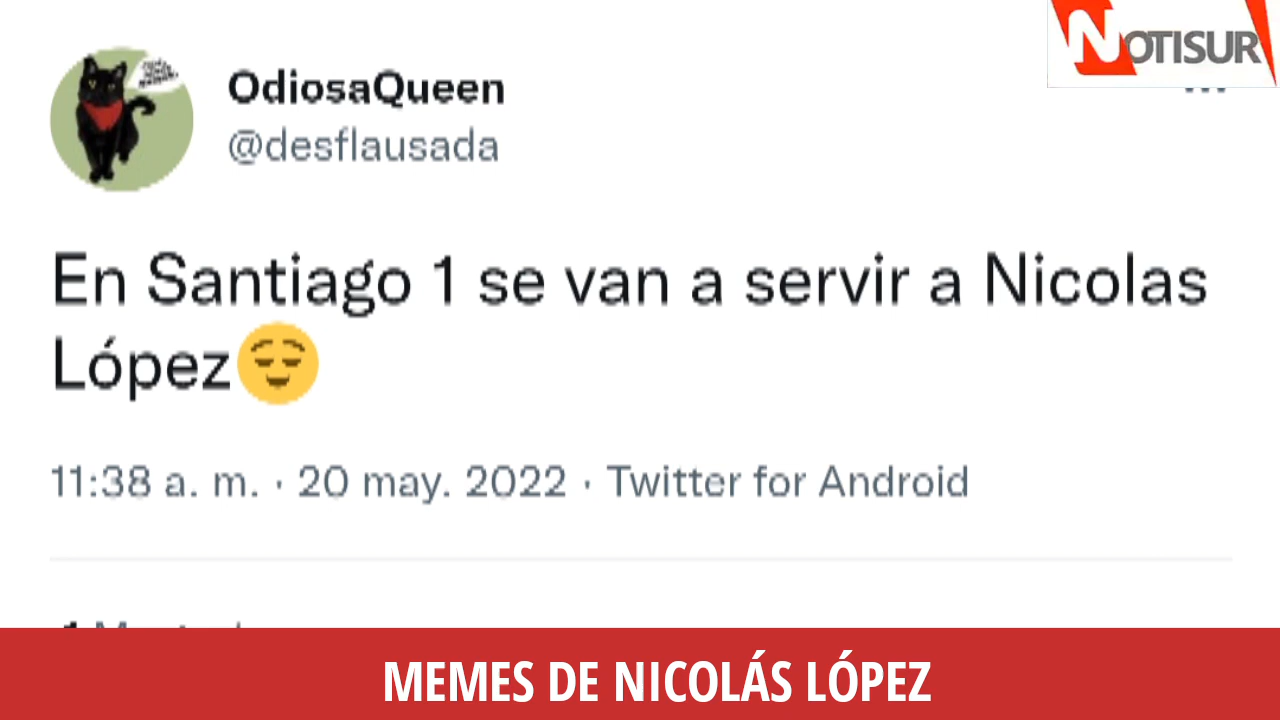 NOTISUR
OdiosaQueen
@desflausada
En Santiago 1 se van a servir a Nicolas
López
11:38 a. m. · 20 may. 2022 · Twitter for Android
MEMES DE NICOLÁS LÓPEZ